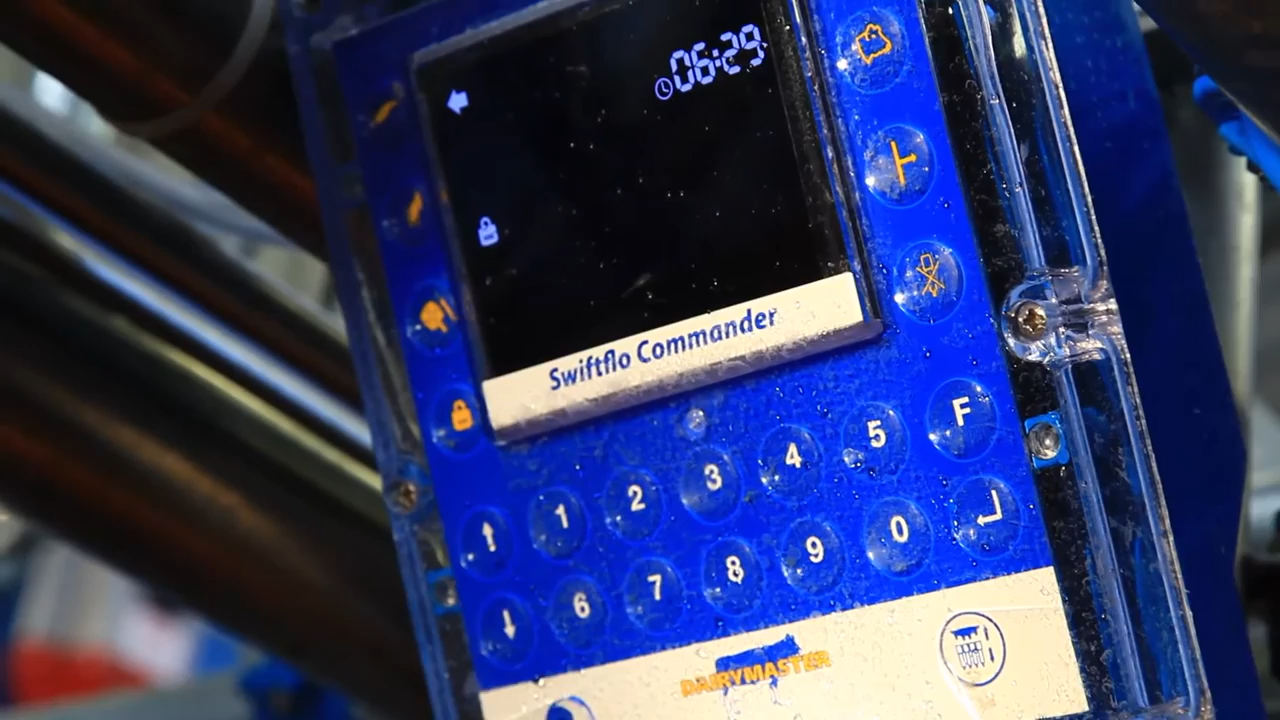 06:29
Swiftflo Commander
1 2 3 4 5 F
6 7 8 9 0
DAIRYMASTER